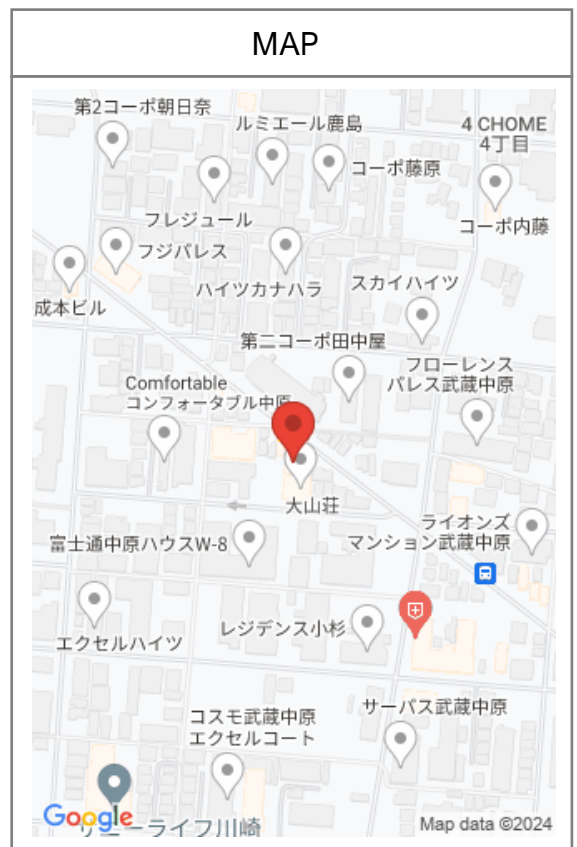 MAP
第2コーポ朝日奈
ルミエール鹿島
4 CHOME
4丁目
コーポ藤原
フレジュール
コーポ内藤
フジパレス
ハイツカナハラ
スカイハイツ
成本ビル
第二コーポ田中屋
フローレンス
パレス武蔵中原
Comfortable
コンフォータブル中原
大山荘
ライオンズ
マンション武蔵中原
富士通中原ハウスW-8
レジデンス小杉
エクセルハイツ
サーパス武蔵中原
コスモ武蔵中原
エクセルコート
Google
ーライフ川崎
Map data ©2024